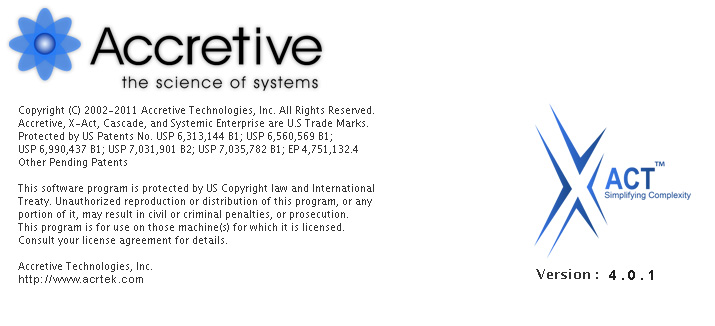 Accretive
the science of systems
Copyright (C) 2002-2011 Accretive Technologies, Inc. All Rights Reserved.
Accretive, X-Act, Cascade, and Systemic Enterprise are U.S Trade Marks.
Protected by US Patents No. USP 6,313,144 B1; USP 6,560,569 B1;
USP 6,990,437 B1; USP 7,031,901 B2; USP 7,035,782 B1; EP 4,751,132.4
Other Pending Patents
This software program is protected by US Copyright law and International
Treaty. Unauthorized reproduction or distribution of this program, or any
portion of it, may result in civil or criminal penalties, or prosecution.
This program is for use on those machine(s) for which it is licensed.
Consult your license agreement for details.
Accretive Technologies, Inc.
http://www.acrtek.com
X ACT™
Simplifying Complexity
Version : 4.0.1